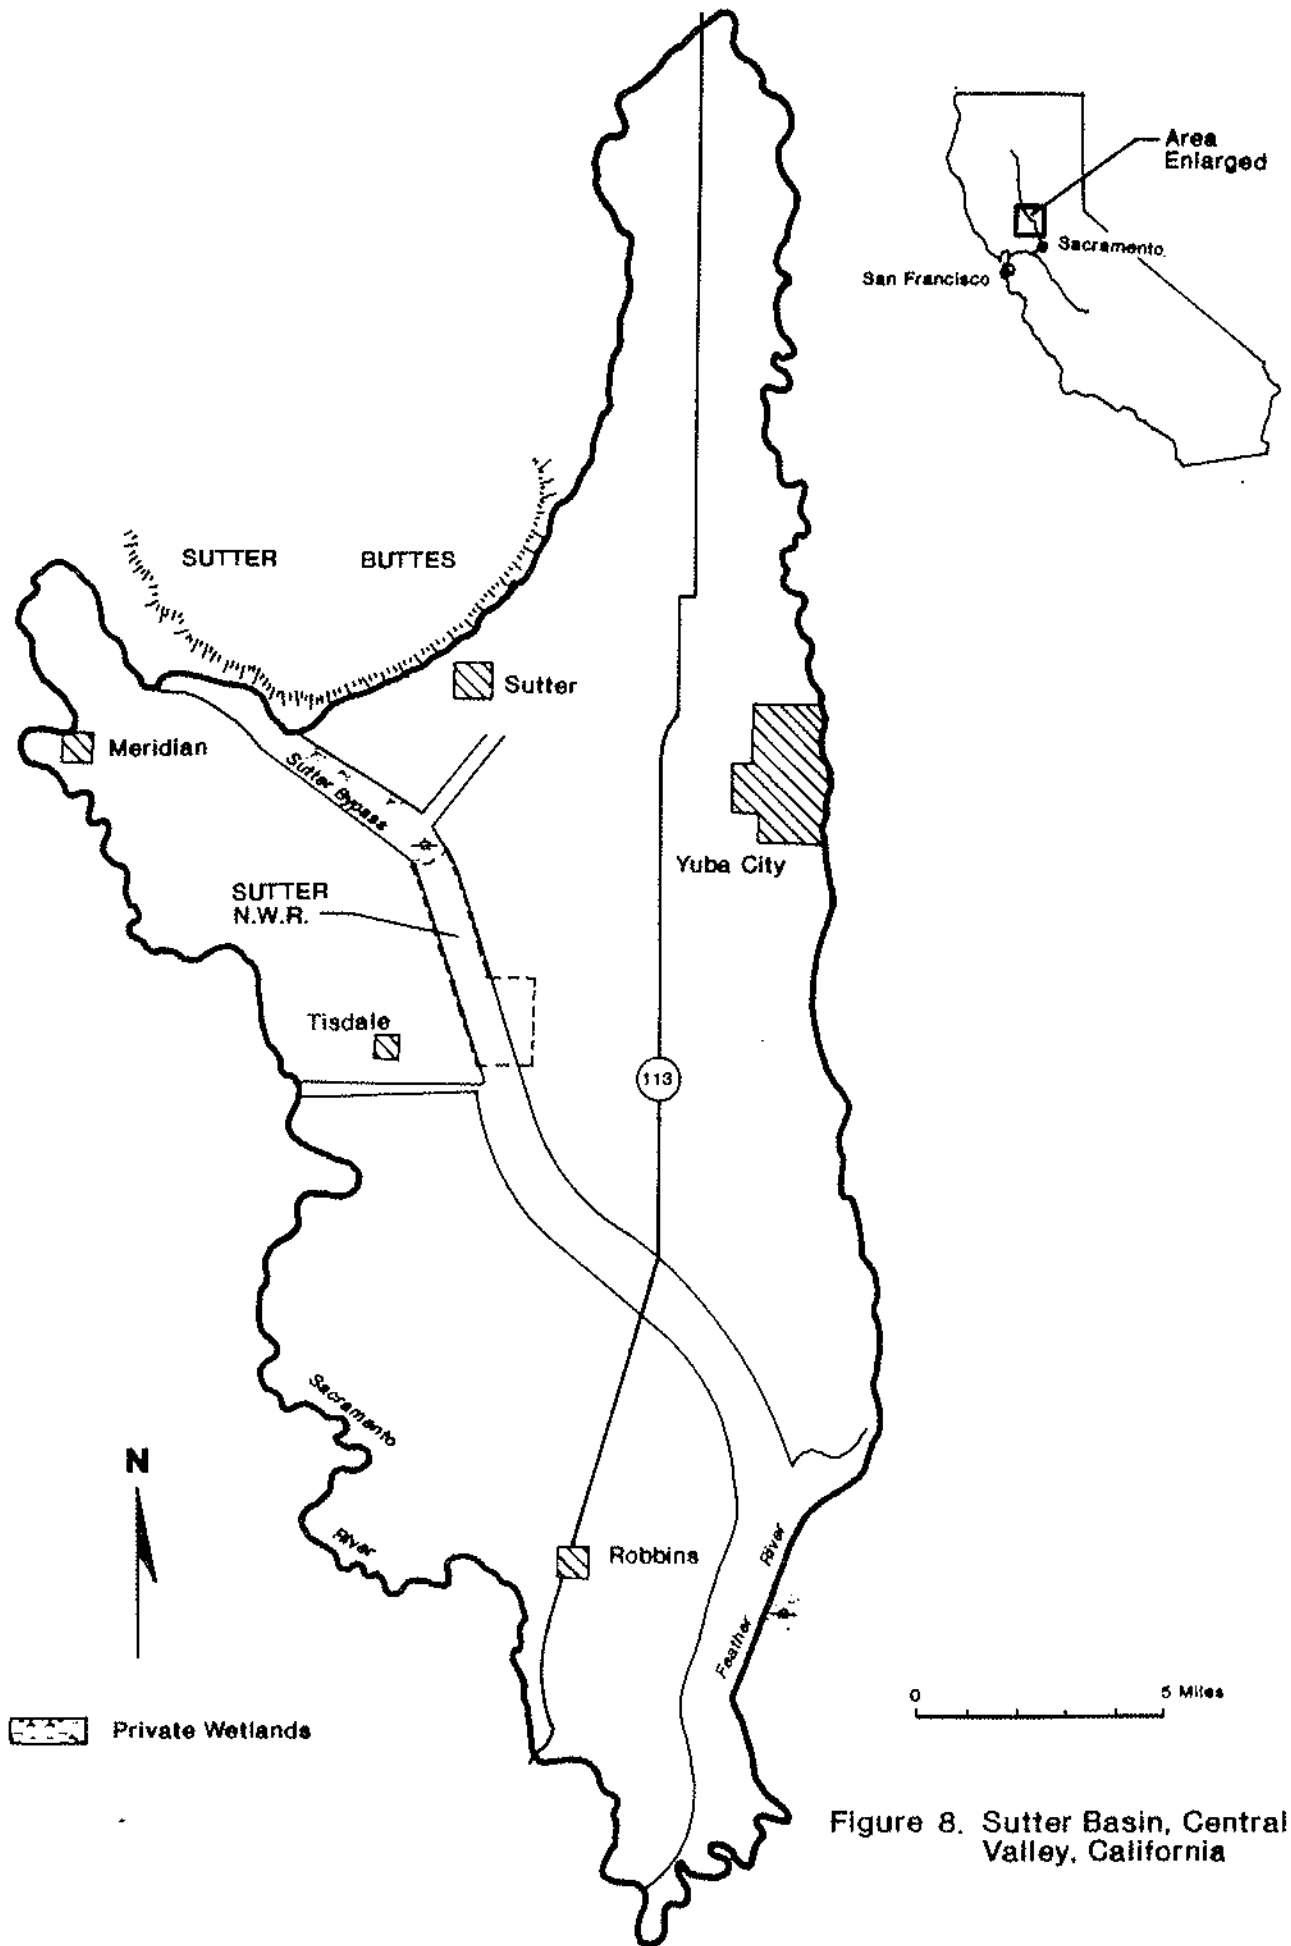 Area
Enlarged
Sacramento
San Francisco
SUTTER BUTTES
Sutter
Meridian
Sutter Bypass
Yuba City
SUTTER
N.W.R.
Tisdale
113
Sacramento
River
N
Robbins
Feather River
0 5 Miles
Private Wetlands
Figure 8. Sutter Basin, Central
Valley, California